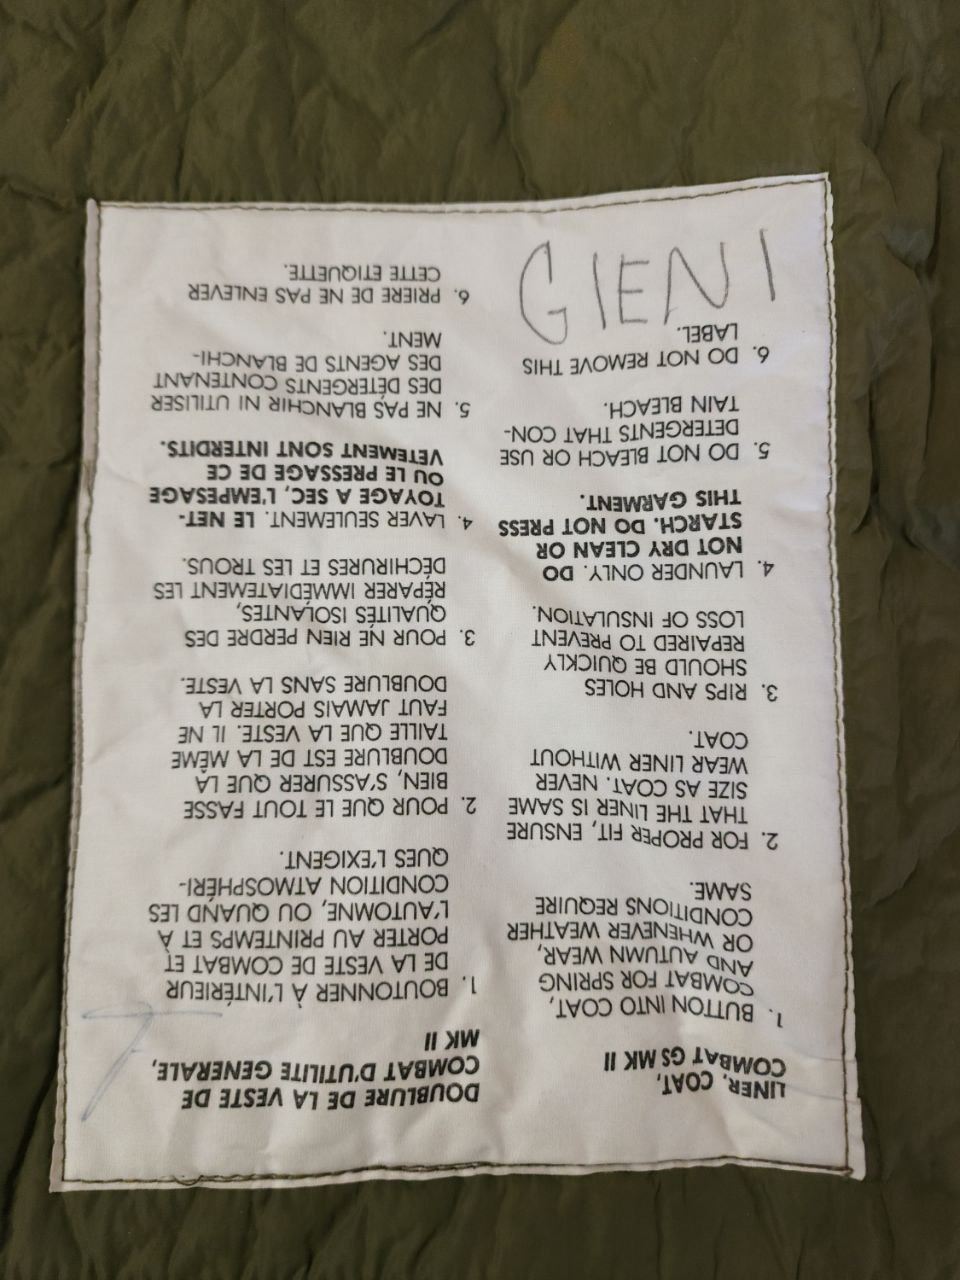 LINER, COAT,
COMBAT GS MK II
1. BUTTON INTO COAT,
COMBAT FOR SPRING
AND AUTUMN WEAR,
OR WHENEVER WEATHER
CONDITIONS REQUIRE
SAME.
2. FOR PROPER FIT, ENSURE
THAT THE LINER IS SAME
SIZE AS COAT. NEVER
WEAR LINER WITHOUT
COAT.
3. RIPS AND HOLES
SHOULD BE QUICKLY
REPAIRED TO PREVENT
LOSS OF INSULATION.
4. LAUNDER ONLY. DO
NOT DRY CLEAN OR
STARCH. DO NOT PRESS
THIS GARMENT.
5. DO NOT BLEACH OR USE
DETERGENTS THAT CON-
TAIN BLEACH.
6. DO NOT REMOVE THIS
LABEL.
GIENI
DOUBLURE DE LA VESTE DE
COMBAT D'UTILITE GENERALE,
MK II
1. BOUTONNER À L'INTÉRIEUR
DE LA VESTE DE COMBAT ET
PORTER AU PRINTEMPS ET À
L'AUTOMNE, OU QUAND LES
CONDITION ATMOSPHÉRI-
QUES L'EXIGENT.
2. POUR QUE LE TOUT FASSE
BIEN, S'ASSURER QUE LA
DOUBLURE EST DE LA MÊME
TAILLE QUE LA VESTE. IL NE
FAUT JAMAIS PORTER LA
DOUBLURE SANS LA VESTE.
3. POUR NE RIEN PERDRE DES
QUALITÉS ISOLANTES,
RÉPARER IMMÉDIATEMENT LES
DÉCHIRURES ET LES TROUS.
4. LAVER SEULEMENT. LE NET-
TOYAGE A SEC, L'EMPESAGE
OU LE PRESSAGE DE CE
VETEMENT SONT INTERDITS.
5. NE PAS BLANCHIR NI UTILISER
DES DÉTERGENTS CONTENANT
DES AGENTS DE BLANCHI-
MENT.
6. PRIERE DE NE PAS ENLEVER
CETTE ETIQUETTE.